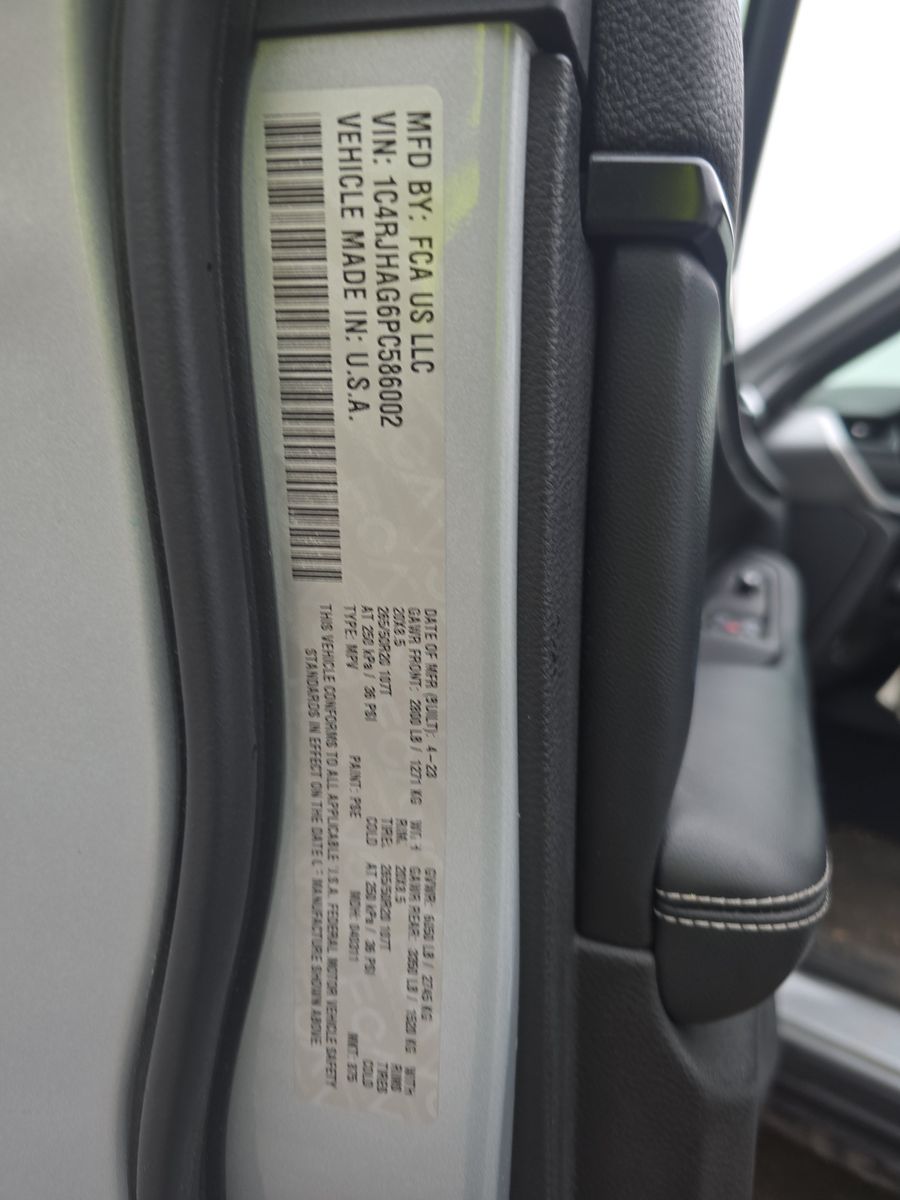 MFD BY: FCA US LLC
VIN: 1C4RJHAG6PC586002
VEHICLE MADE IN: U.S.A.
DATE OF MFR (BUILT): 4-23 GVWR: 6050 LB / 2745 KG
GAWR FRONT: 2800 LB / 1271 KG GAWR REAR: 3350 LB / 1520 KG WITH
20X8.5 RIM: 20X8.5 RIMS
265/50R20 107T TIRE: 265/50R20 107T TIRES
AT 250 kPa / 36 PSI COLD AT 250 kPa / 36 PSI COLD
TYPE: MPV PAINT: PSE MDH: 040311 MKT:
THIS VEHICLE CONFORMS TO ALL APPLICABLE U.S.A. FEDERAL MOTOR VEHICLE SAFETY
STANDARDS IN EFFECT ON THE DATE MANUFACTURE SHOWN ABOVE.